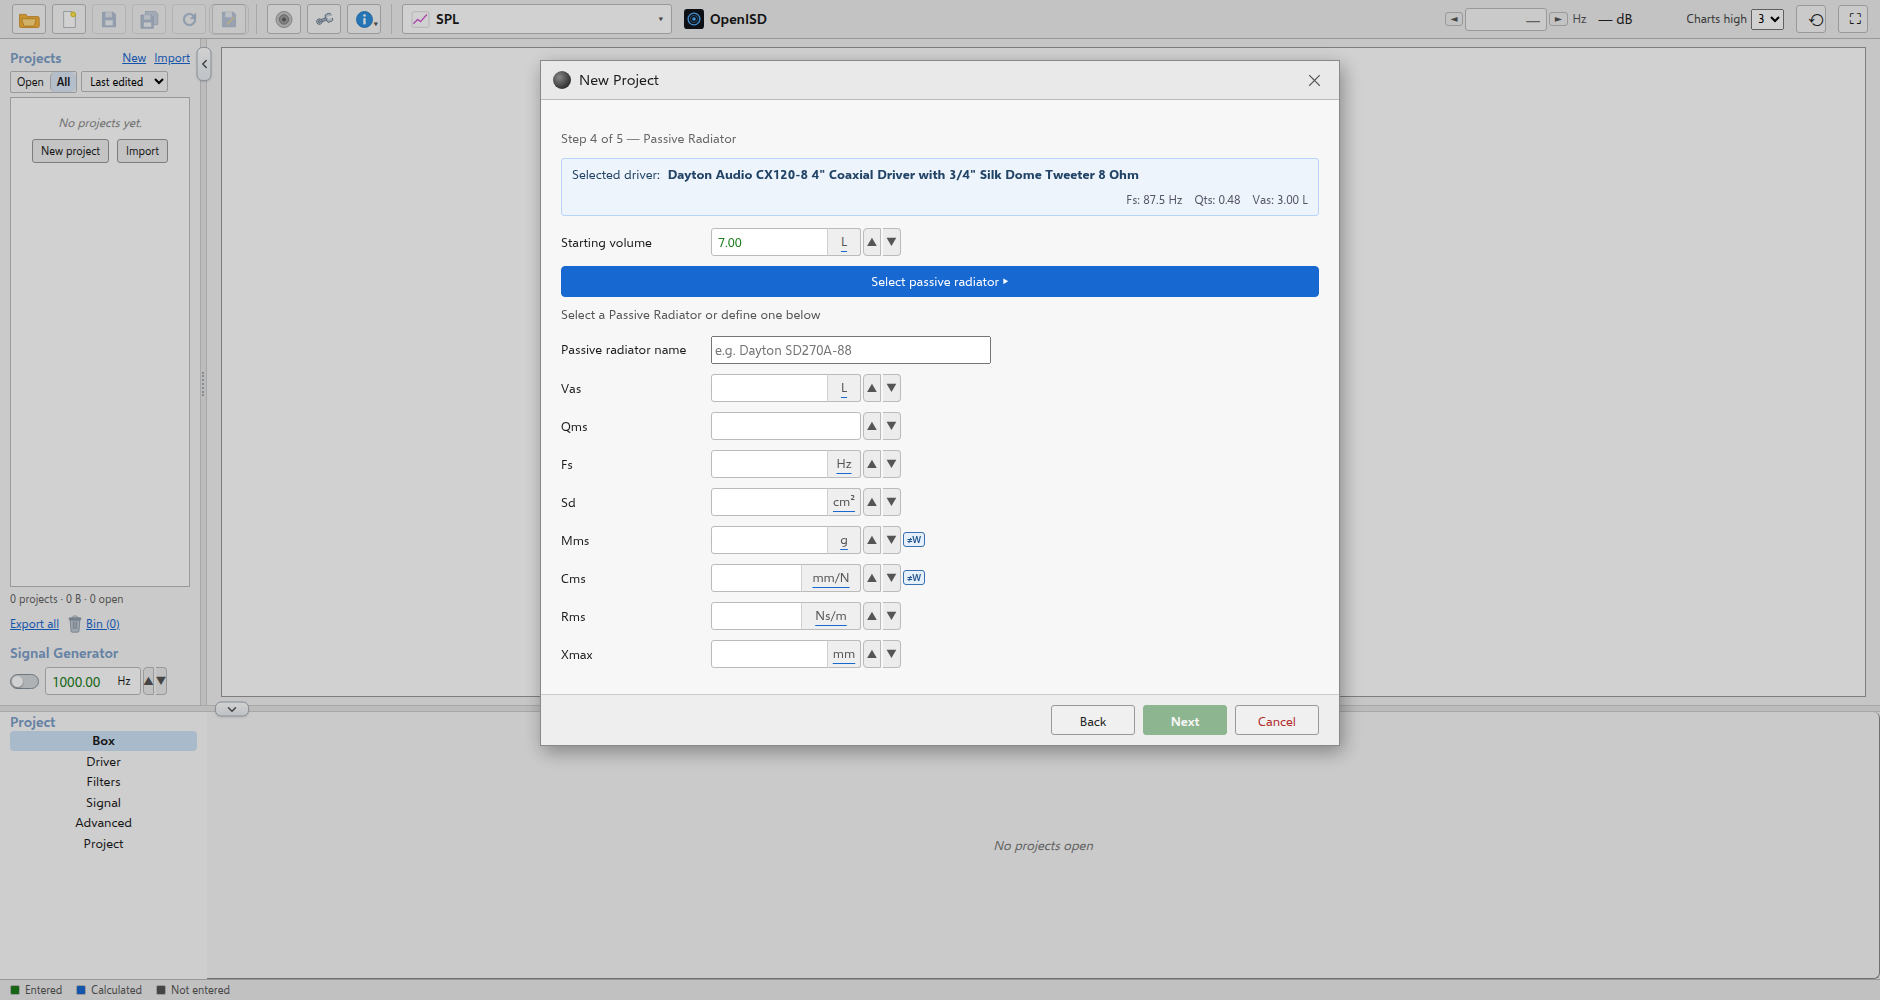 SPL
OpenISD
—
Hz
— dB
Charts high
3
Projects
New
Import
Open
All
Last edited
No projects yet.
New project
Import
0 projects · 0 B · 0 open
Export all
Bin (0)
Signal Generator
1000.00
Hz
Project
Box
Driver
Filters
Signal
Advanced
Project
New Project
Step 4 of 5 — Passive Radiator
Selected driver: Dayton Audio CX120-8 4" Coaxial Driver with 3/4" Silk Dome Tweeter 8 Ohm
Fs: 87.5 Hz Qts: 0.48 Vas: 3.00 L
Starting volume 7.00 L
Select passive radiator
Select a Passive Radiator or define one below
Passive radiator name e.g. Dayton SD270A-88
Vas L
Qms
Fs Hz
Sd cm²
Mms g ≠W
Cms mm/N ≠W
Rms Ns/m
Xmax mm
Back
Next
Cancel
No projects open
Entered
Calculated
Not entered